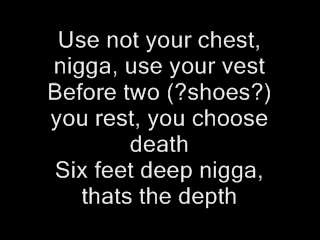 Use not your chest,
nigga, use your vest
Before two (?shoes?)
you rest, you choose
death
Six feet deep nigga,
thats the depth